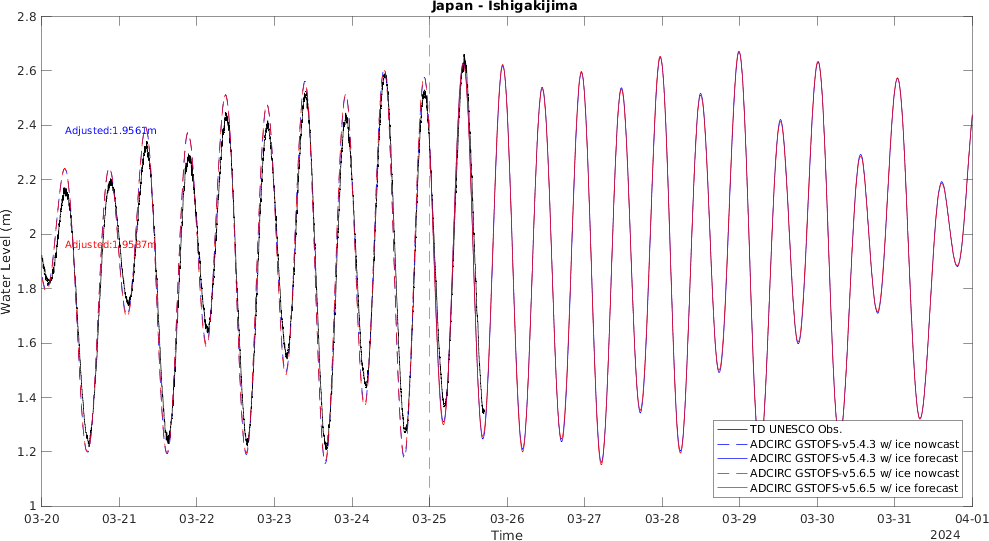 Japan - Ishigakijima
2.8
2.6
2.4
2.2
2
1.8
1.6
1.4
1.2
1
Water Level (m)
Adjusted:1.9561m
Adjusted:1.9587m
TD UNESCO Obs.
ADCIRC GSTOFS-v5.4.3 w/ ice nowcast
ADCIRC GSTOFS-v5.4.3 w/ ice forecast
ADCIRC GSTOFS-v5.6.5 w/ ice nowcast
ADCIRC GSTOFS-v5.6.5 w/ ice forecast
03-20 03-21 03-22 03-23 03-24 03-25 03-26 03-27 03-28 03-29 03-30 03-31 04-01
Time
2024